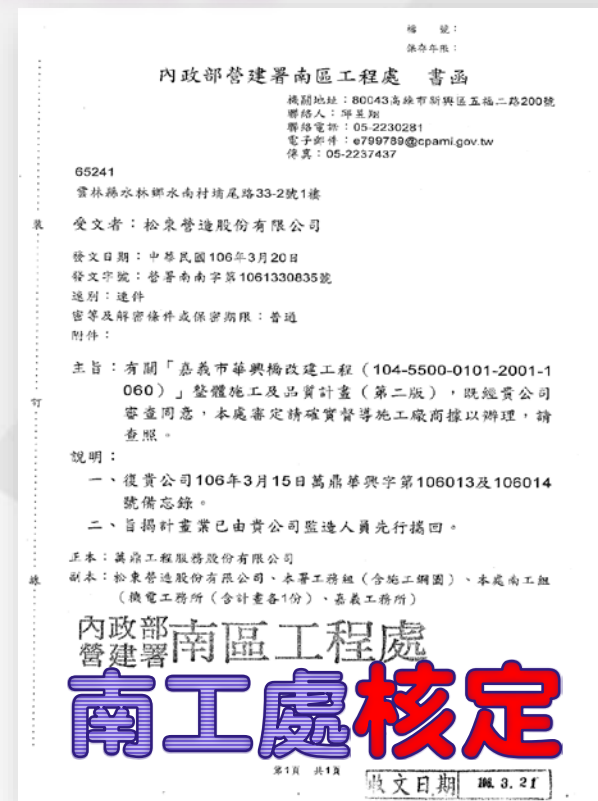 檔 號：
保存年限：
內政部營建署南區工程處 書函
機關地址：80043高雄市新興區五福二路200號
聯絡人：邱昱翔
聯絡電話：05-2230281
電子郵件：e799789@cpami.gov.tw
傳真：05-2237437
65241
雲林縣水林鄉水南村埔尾路33-2號1樓
受文者：松東營造股份有限公司
發文日期：中華民國106年3月20日
發文字號：營署南南字第1061330835號
速別：速件
密等及解密條件或保密期限：普通
附件：
主旨：有關「嘉義市華興橋改建工程（104-5500-0101-2001-1
060）」整體施工及品質計畫（第二版），既經貴公司
審查同意，本處審定請確實督導施工廠商據以辦理，請
查照。
說明：
一、復貴公司106年3月15日萬鼎華興字第106013及106014
號備忘錄。
二、旨揭計畫業已由貴公司監造人員先行攜回。
正本：萬鼎工程服務股份有限公司
副本：松東營造股份有限公司、本署工務組（含施工綱圖）、本處南工組
（機電工務所（含計畫各1份）、嘉義工務所）
裝
訂
線
內政部
營建署南區工程處
南工處核定
第1頁 共1頁
收文日期 106. 3. 21